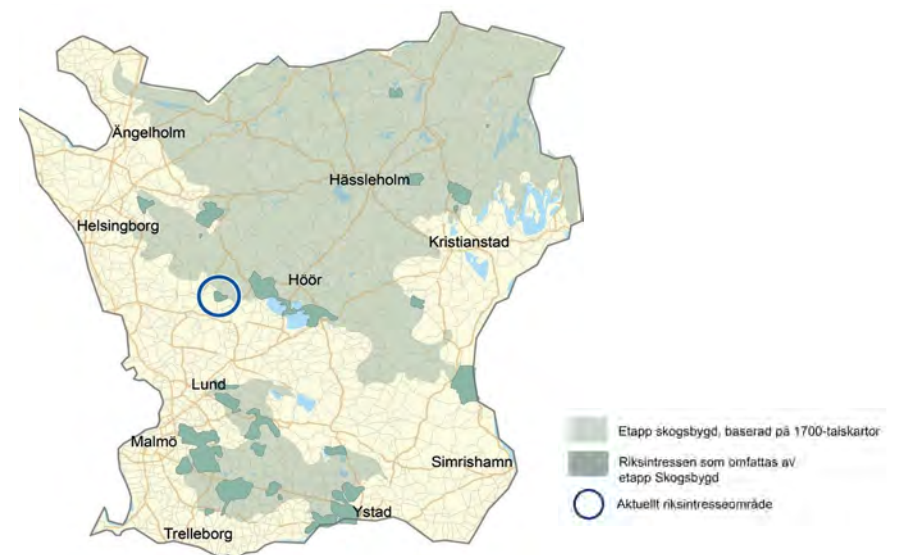 Ängelholm
Hässleholm
Helsingborg
Kristianstad
Höör
Lund
Malmö
Simrishamn
Ystad
Trelleborg
Etapp skogsbygd, baserad på 1700-talskartor
Riksintressen som omfattas av
etapp Skogsbygd
Aktuellt riksintresseområde